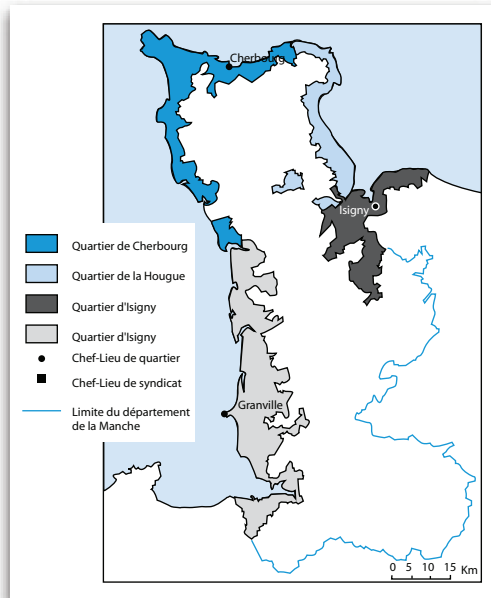 Cherbourg
Isigny
Quartier de Cherbourg
Quartier de la Hougue
Quartier d'Isigny
Quartier d'Isigny
Chef-Lieu de quartier
Chef-Lieu de syndicat
Limite du département
de la Manche
Granville
0 5 10 15 Km